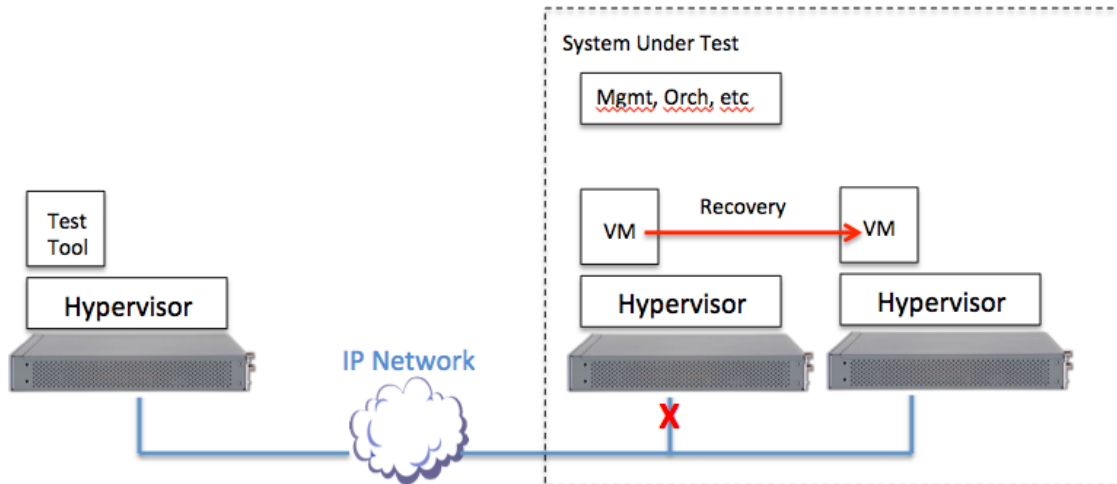 System Under Test
Mgmt, Orch, etc
Test
Tool
VM
Recovery
VM
Hypervisor
Hypervisor
Hypervisor
IP Network
X